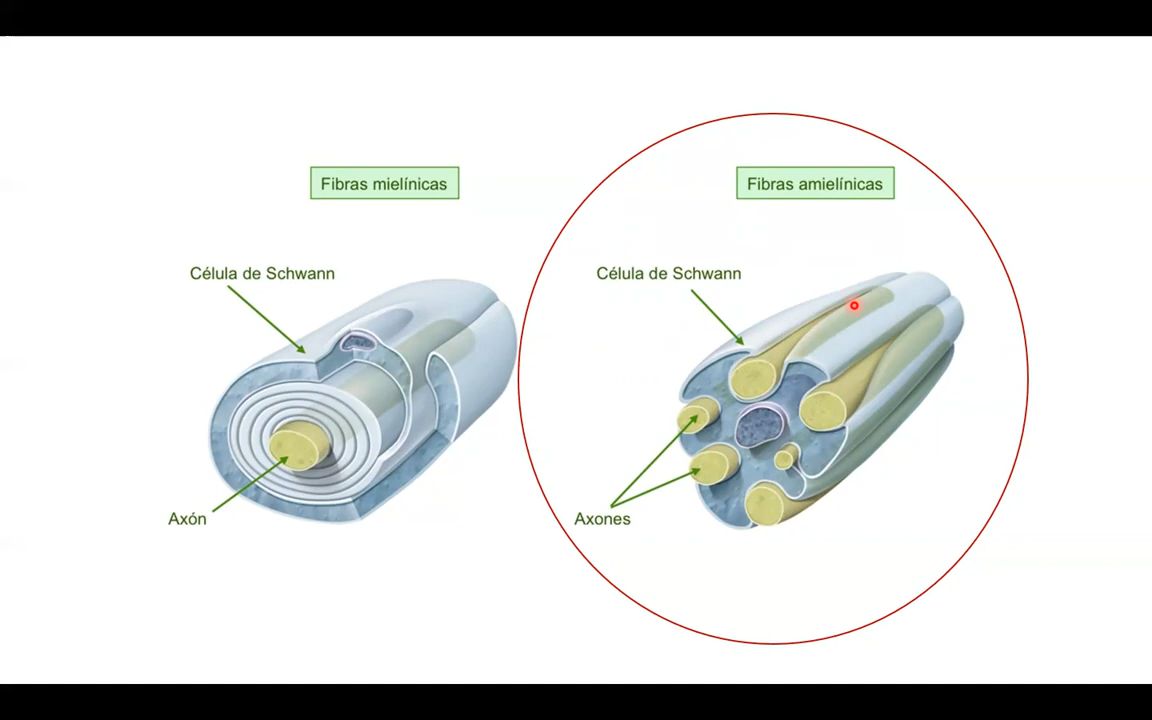 Fibras mielínicas
Fibras amielínicas
Célula de Schwann
Célula de Schwann
Axón
Axones